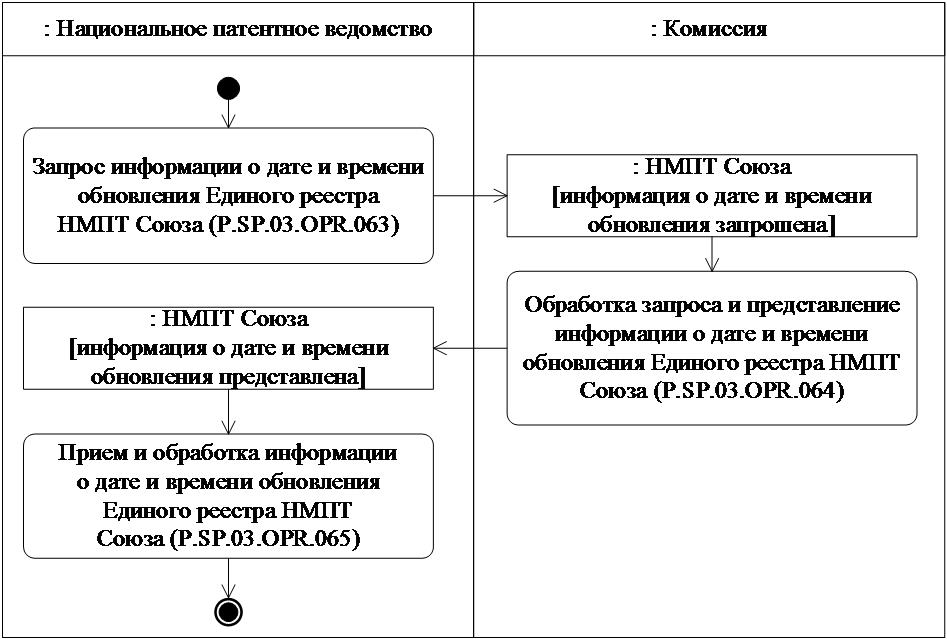 : Национальное патентное ведомство
: Комиссия
Запрос информации о дате и времени
обновления Единого реестра
НМПТ Союза (P.SP.03.OPR.063)
: НМПТ Союза
[информация о дате и времени
обновления запрошена]
Обработка запроса и представление
информации о дате и времени
обновления Единого реестра НМПТ
Союза (P.SP.03.OPR.064)
: НМПТ Союза
[информация о дате и времени
обновления представлена]
Прием и обработка информации
о дате и времени обновления
Единого реестра НМПТ
Союза (P.SP.03.OPR.065)